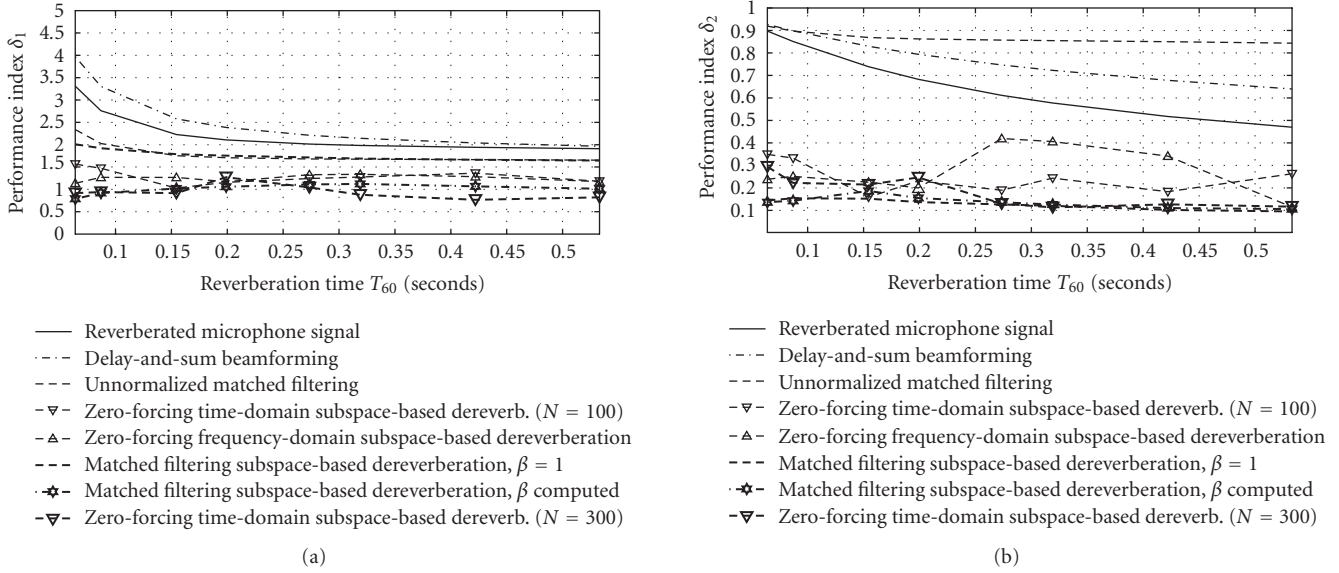 5
4.5
4
3.5
3
2.5
2
1.5
1
0.5
0
Performance index δ1
0.1 0.15 0.2 0.25 0.3 0.35 0.4 0.45 0.5
Reverberation time T60 (seconds)
Reverberated microphone signal
Delay-and-sum beamforming
Unnormalized matched filtering
Zero-forcing time-domain subspace-based dereverb. (N = 100)
Zero-forcing frequency-domain subspace-based dereverberation
Matched filtering subspace-based dereverberation, β = 1
Matched filtering subspace-based dereverberation, β computed
Zero-forcing time-domain subspace-based dereverb. (N = 300)
(a)
1
0.9
0.8
0.7
0.6
0.5
0.4
0.3
0.2
0.1
Performance index δ2
0.1 0.15 0.2 0.25 0.3 0.35 0.4 0.45 0.5
Reverberation time T60 (seconds)
Reverberated microphone signal
Delay-and-sum beamforming
Unnormalized matched filtering
Zero-forcing time-domain subspace-based dereverb. (N = 100)
Zero-forcing frequency-domain subspace-based dereverberation
Matched filtering subspace-based dereverberation, β = 1
Matched filtering subspace-based dereverberation, β computed
Zero-forcing time-domain subspace-based dereverb. (N = 300)
(b)